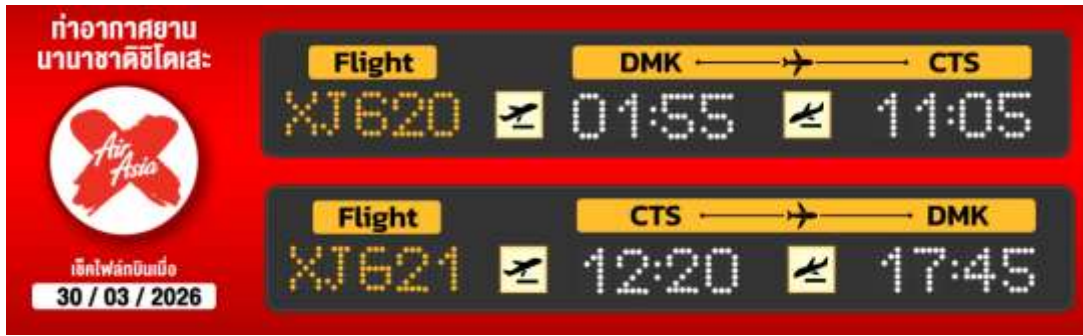 ท่าอากาศยาน
นานาชาติชิโตเสะ
Air
Asia
X
เช็คไฟล์ทบินเมื่อ
30 / 03 / 2026
Flight
DMK CTS
XJ620 01:55 11:05
Flight
CTS DMK
XJ621 12:20 17:45